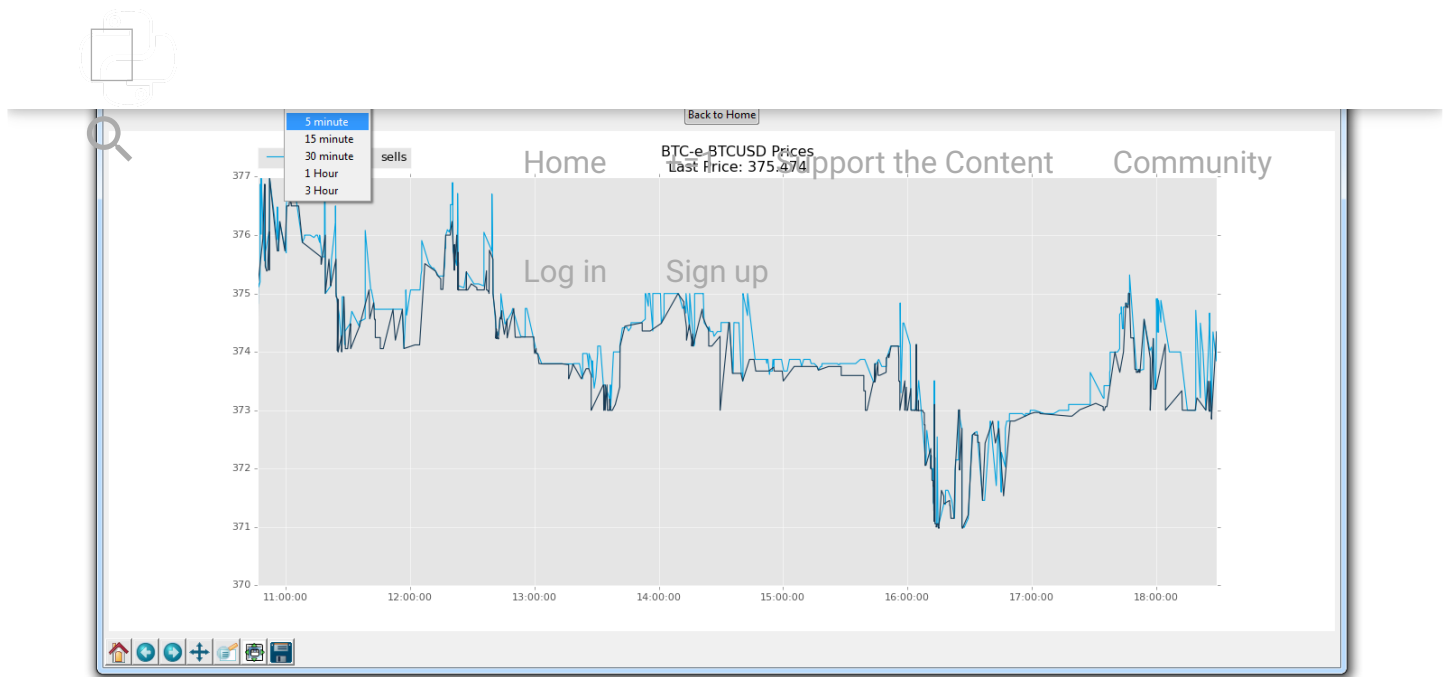 Back to Home
5 minute
15 minute
30 minute
1 Hour
3 Hour
sells
BTC-e BTCUSD Prices
Last Price: 375.474
Home
+=1
Support the Content
Community
Log in
Sign up
377
376
375
374
373
372
371
370
11:00:00
12:00:00
13:00:00
14:00:00
15:00:00
16:00:00
17:00:00
18:00:00